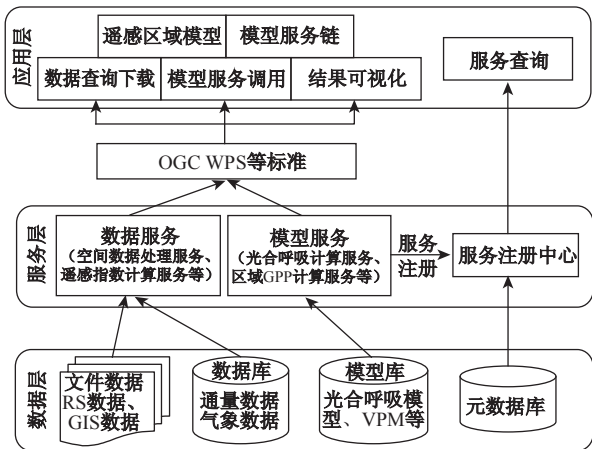 应用层
遥感区域模型
模型服务链
数据查询下载
模型服务调用
结果可视化
服务查询
OGC WPS等标准
服务层
数据服务
（空间数据处理服务、
遥感指数计算服务等）
模型服务
（光合呼吸计算服务、
区域GPP计算服务等）
服务
注册
服务注册中心
数据层
文件数据
RS数据、
GIS数据
数据库
通量数据
气象数据
模型库
光合呼吸模
型、VPM等
元数据库